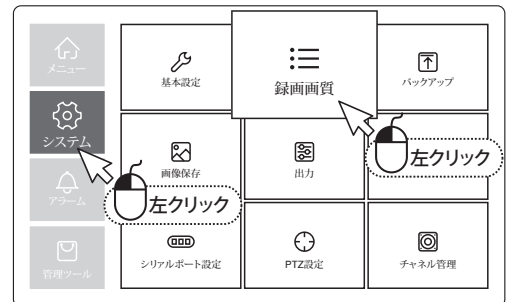 メニュー
システム
アラーム
管理ツール
基本設定
録画画質
バックアップ
画像保存
出力
左クリック
左クリック
シリアルポート設定
PTZ設定
チャネル管理